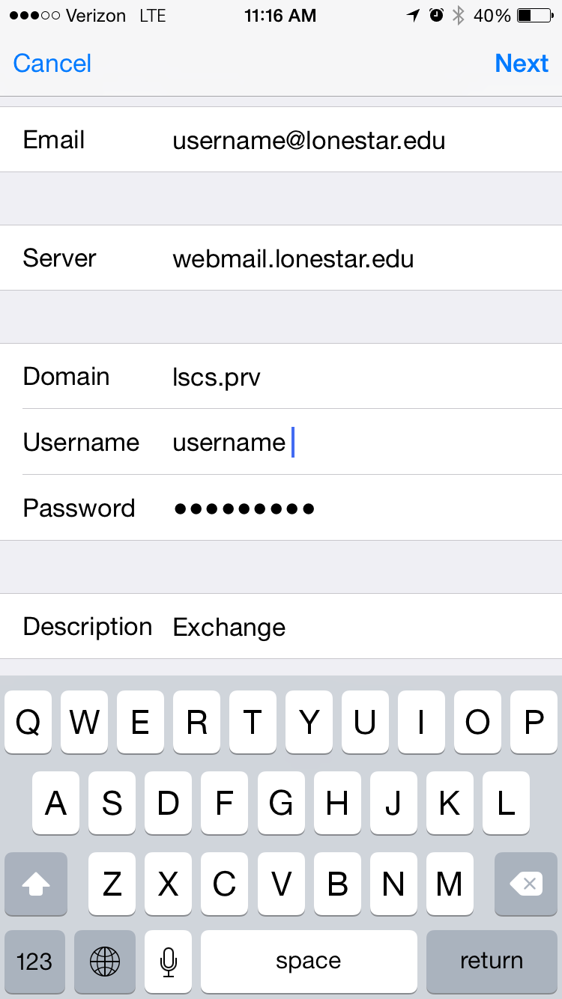 Verizon LTE 11:16 AM 40%
Cancel Next
Email username@lonestar.edu
Server webmail.lonestar.edu
Domain lscs.prv
Username username
Password •••••••••
Description Exchange
Q W E R T Y U I O P
A S D F G H J K L
Z X C V B N M
123 space return